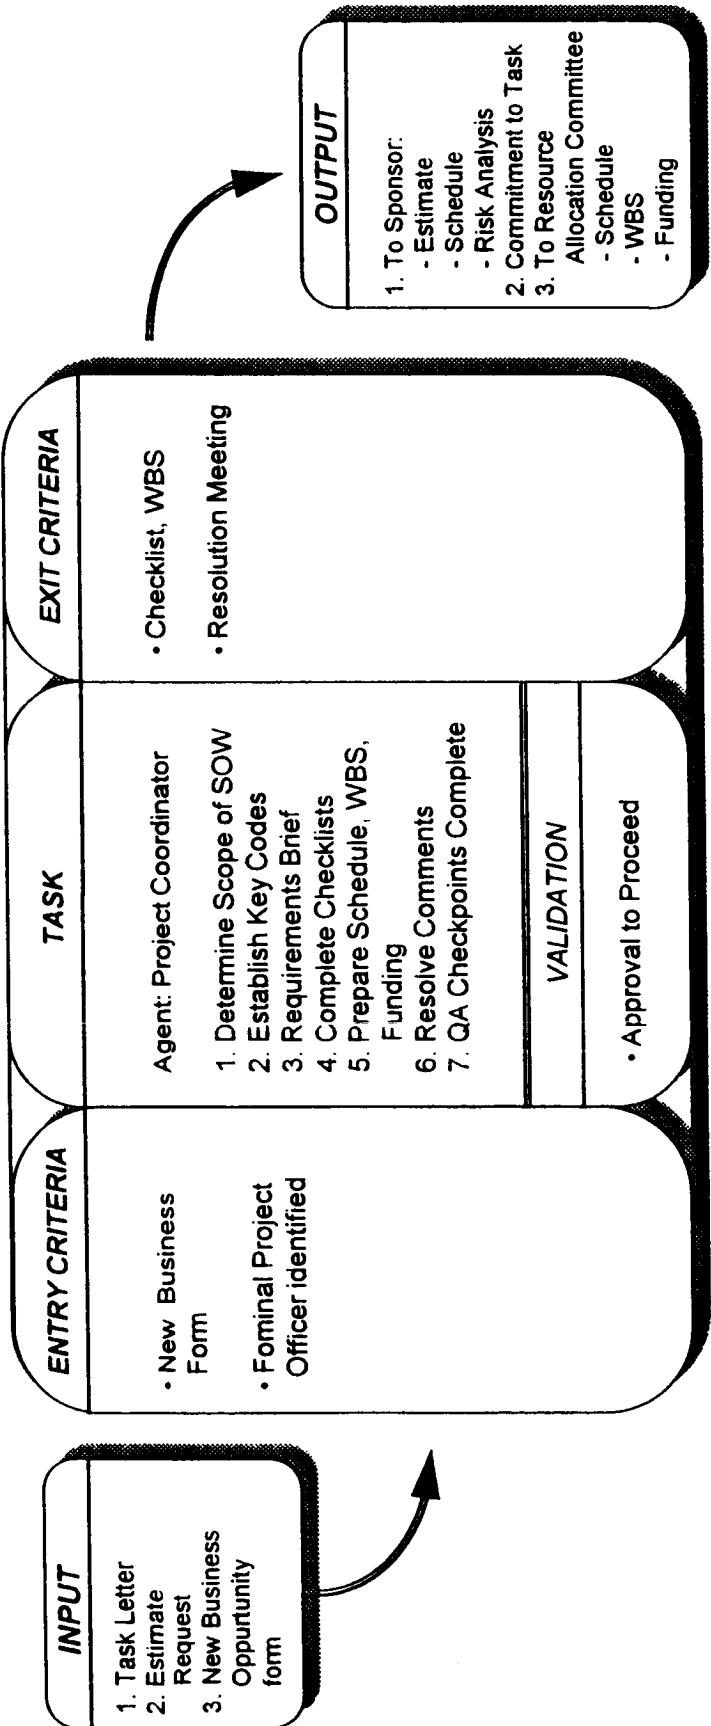 INPUT
1. Task Letter
2. Estimate
Request
3. New Business
Oppurtunity
form
ENTRY CRITERIA
• New Business
Form
• Fominal Project
Officer identified
TASK
Agent: Project Coordinator
1. Determine Scope of SOW
2. Establish Key Codes
3. Requirements Brief
4. Complete Checklists
5. Prepare Schedule, WBS,
Funding
6. Resolve Comments
7. QA Checkpoints Complete
VALIDATION
• Approval to Proceed
EXIT CRITERIA
• Checklist, WBS
• Resolution Meeting
OUTPUT
1. To Sponsor:
- Estimate
- Schedule
- Risk Analysis
2. Commitment to Task
3. To Resource
Allocation Committee
- Schedule
- WBS
- Funding